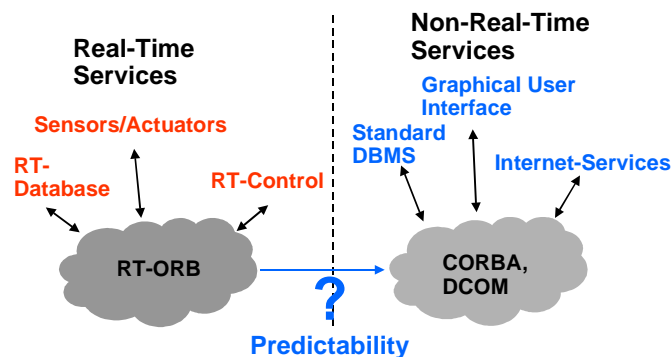 Real-Time
Services
Non-Real-Time
Services
Sensors/Actuators
RT-
Database
RT-Control
Graphical User
Interface
Standard
DBMS
Internet-Services
RT-ORB
CORBA,
DCOM
?
Predictability